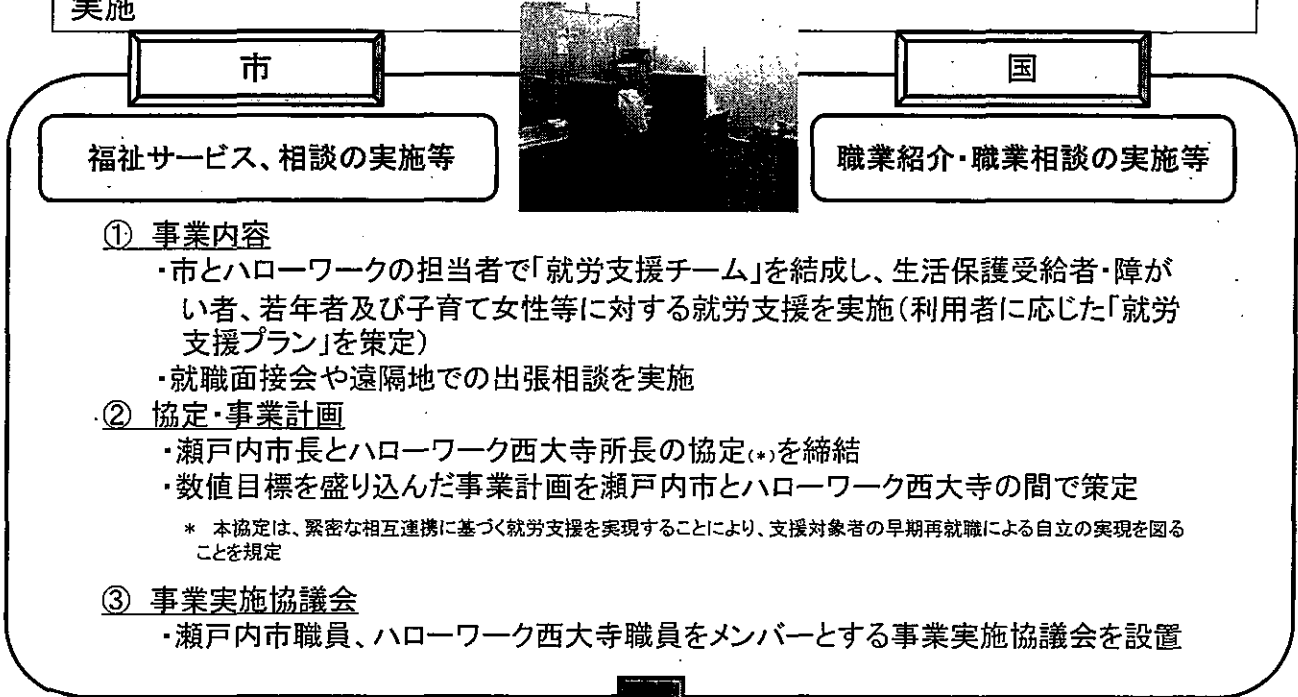 実施
市
国
福祉サービス、相談の実施等
職業紹介・職業相談の実施等
① 事業内容
・市とハローワークの担当者で「就労支援チーム」を結成し、生活保護受給者・障が
い者、若年者及び子育て女性等に対する就労支援を実施(利用者に応じた「就労
支援プラン」を策定)
・就職面接会や遠隔地での出張相談を実施
② 協定・事業計画
・瀬戸内市長とハローワーク西大寺所長の協定(*)を締結
・数値目標を盛り込んだ事業計画を瀬戸内市とハローワーク西大寺の間で策定
* 本協定は、緊密な相互連携に基づく就労支援を実現することにより、支援対象者の早期再就職による自立の実現を図る
ことを規定
③ 事業実施協議会
・瀬戸内市職員、ハローワーク西大寺職員をメンバーとする事業実施協議会を設置